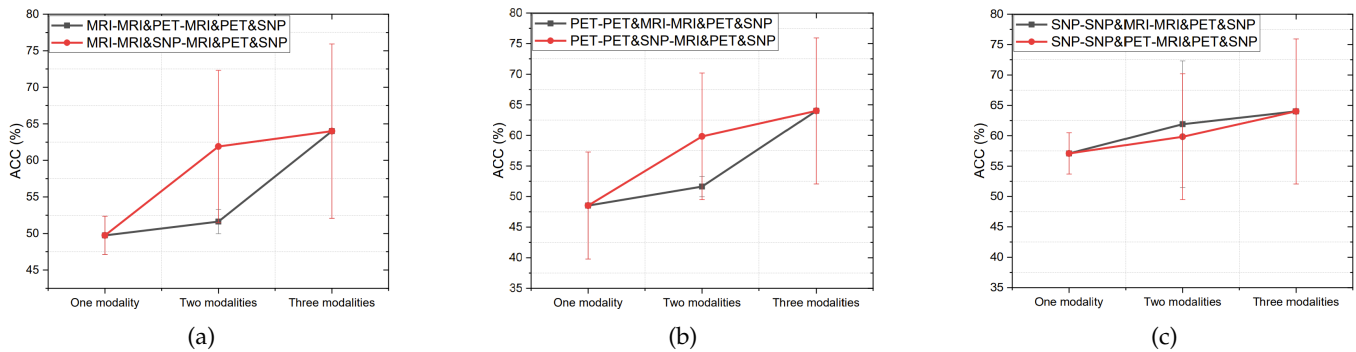 MRI-MRI&PET-MRI&PET&SNP
MRI-MRI&SNP-MRI&PET&SNP
80
75
70
65
60
55
50
45
ACC (%)
One modality
Two modalities
Three modalities
(a)
PET-PET&MRI-MRI&PET&SNP
PET-PET&SNP-MRI&PET&SNP
80
75
70
65
60
55
50
45
40
35
ACC (%)
One modality
Two modalities
Three modalities
(b)
SNP-SNP&MRI-MRI&PET&SNP
SNP-SNP&PET-MRI&PET&SNP
80
75
70
65
60
55
50
45
40
35
ACC (%)
One modality
Two modalities
Three modalities
(c)